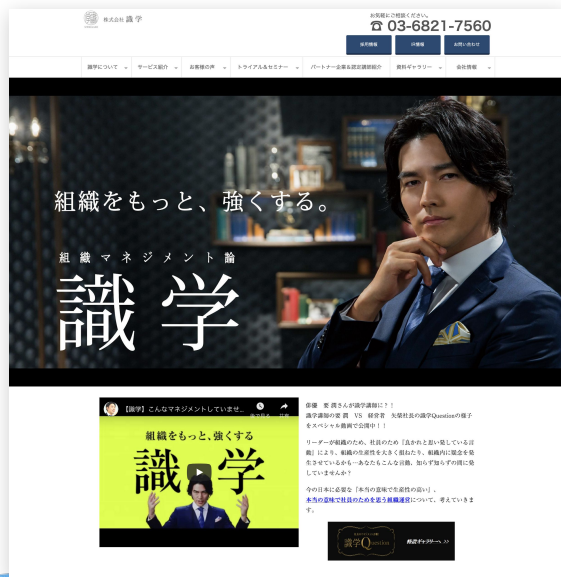 株式会社 識学
お気軽にご相談ください。
☎ 03-6821-7560
採用情報 IR情報 お問い合わせ
識学について サービス紹介 お客様の声 トライアル&セミナー パートナー企業&認定講師紹介 資料ギャラリー 会社情報
組織をもっと、強くする。
組織マネジメント論
識学
【識学】こんなマネジメントしていませ...
組織をもっと、強くする
識学
俳優 要 潤さんが識学講師に?!
識学講師の要 潤 VS 経営者 矢柴社長の識学Questionの様子
をスペシャル動画で公開中!!
リーダーが組織のため、社員のため『良かれと思い発している言
動』により、組織の生産性を大きく損ねたり、組織内に懸念を発
生させているかも…あなたもこんな言動、知らず知らずの間に発
していませんか?
今の日本に必要な『本当の意味で生産性の高い』、
本当の意味で社員のためを思う組織運営について、考えていきま
す。
識学Question
特設ギャラリーへ >>